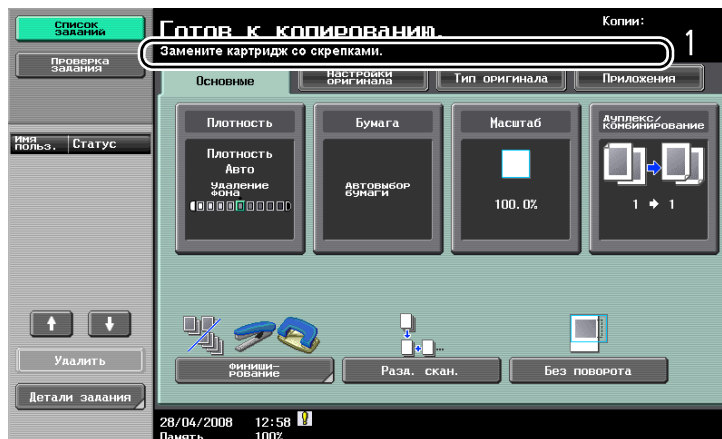 Список
заданий
Готов к копированию.
Копии:
1
Замените картридж со скрепками.
Проверка
задания
Основные
Настройки
оригинала
Тип оригинала
Приложения
Имя
польз.
Статус
Плотность
Плотность
Авто
Удаление
фона
Бумага
Автовыбор
бумаги
Масштаб
100.0%
Дуплекс/
комбинирование
1 ➔ 1
Удалить
Детали задания
Финиши-
рование
Разд. скан.
Без поворота
28/04/2008 12:58
Память 100%